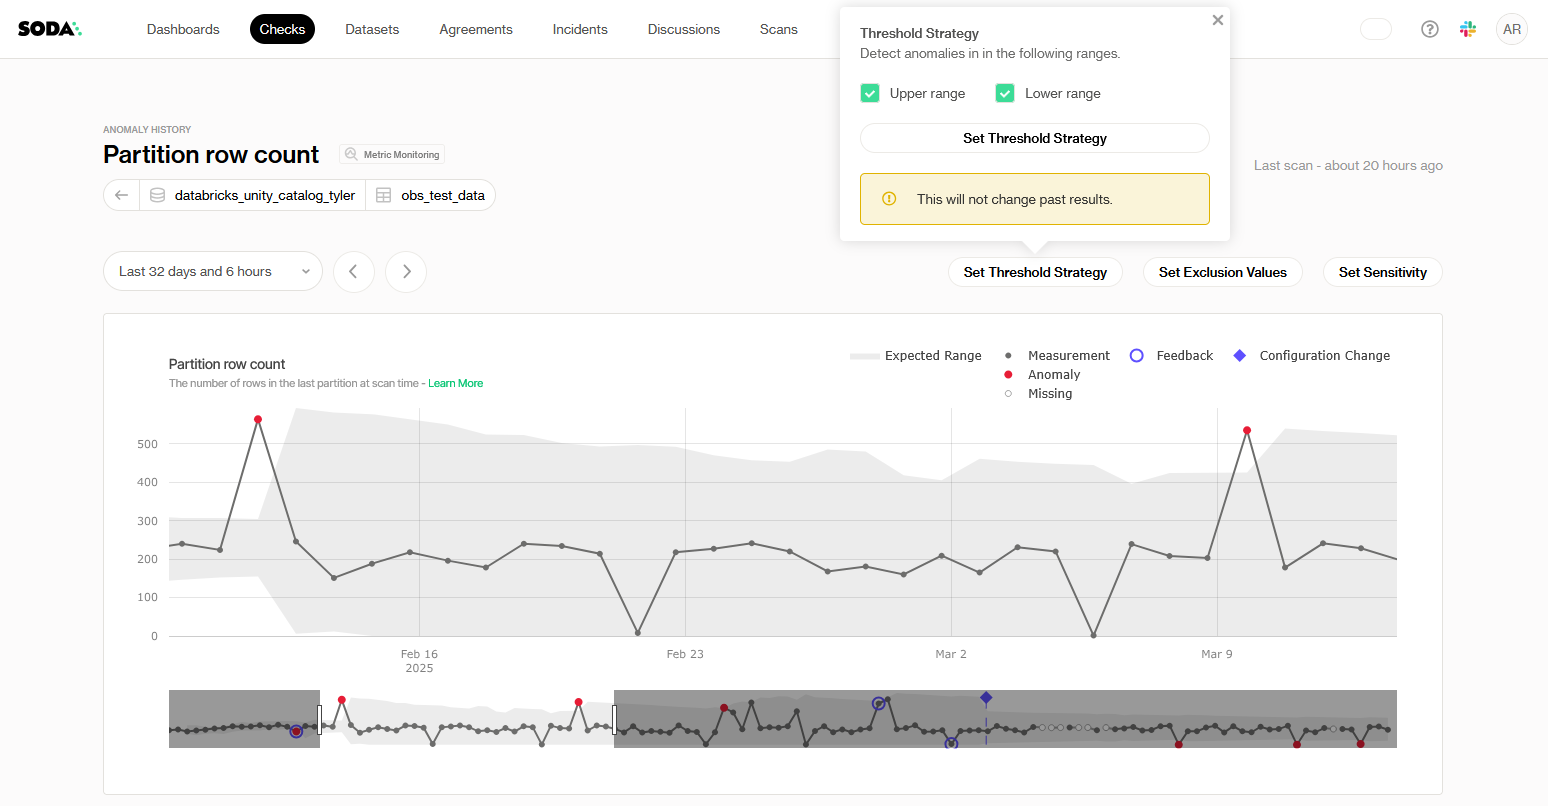 SODA
Dashboards
Checks
Datasets
Agreements
Incidents
Discussions
Scans
AR
Threshold Strategy
Detect anomalies in in the following ranges.
Upper range
Lower range
Set Threshold Strategy
This will not change past results.
ANOMALY HISTORY
Partition row count
Metric Monitoring
Last scan - about 20 hours ago
databricks_unity_catalog_tyler
obs_test_data
Last 32 days and 6 hours
Set Threshold Strategy
Set Exclusion Values
Set Sensitivity
Partition row count
The number of rows in the last partition at scan time - Learn More
Expected Range
Measurement
Feedback
Configuration Change
Anomaly
Missing
500
400
300
200
100
0
Feb 16
2025
Feb 23
Mar 2
Mar 9